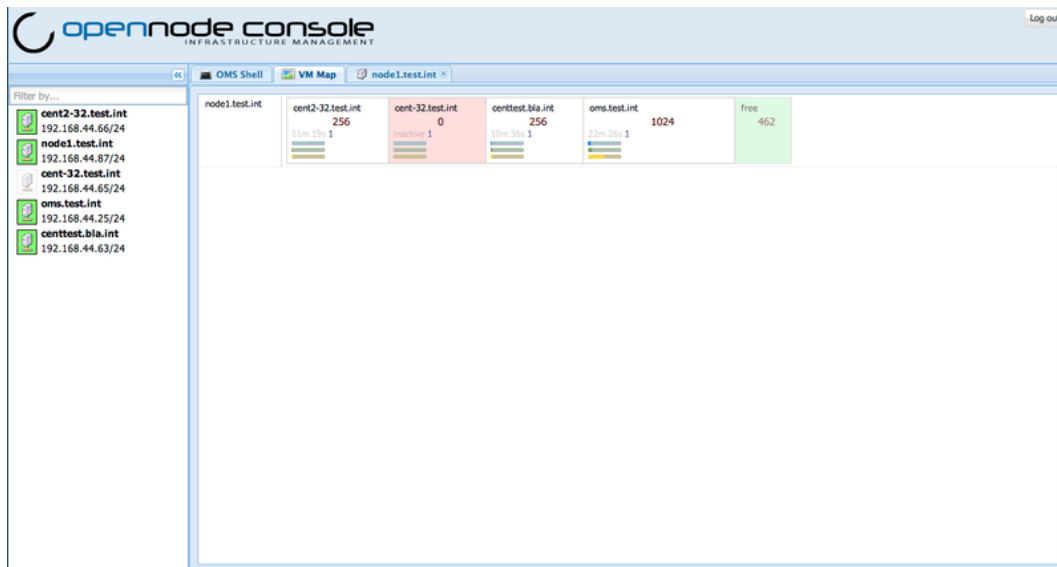 opennode console
INFRASTRUCTURE MANAGEMENT
Log ou
OMS Shell
VM Map
node1.test.int
Filter by...
cent2-32.test.int
192.168.44.66/24
node1.test.int
192.168.44.87/24
cent-32.test.int
192.168.44.65/24
oms.test.int
192.168.44.25/24
centtest.bla.int
192.168.44.63/24
node1.test.int
cent2-32.test.int
256
11m 19s 1
cent-32.test.int
0
inactive 1
centtest.bla.int
256
10m 36s 1
oms.test.int
1024
22m 26s 1
free
462